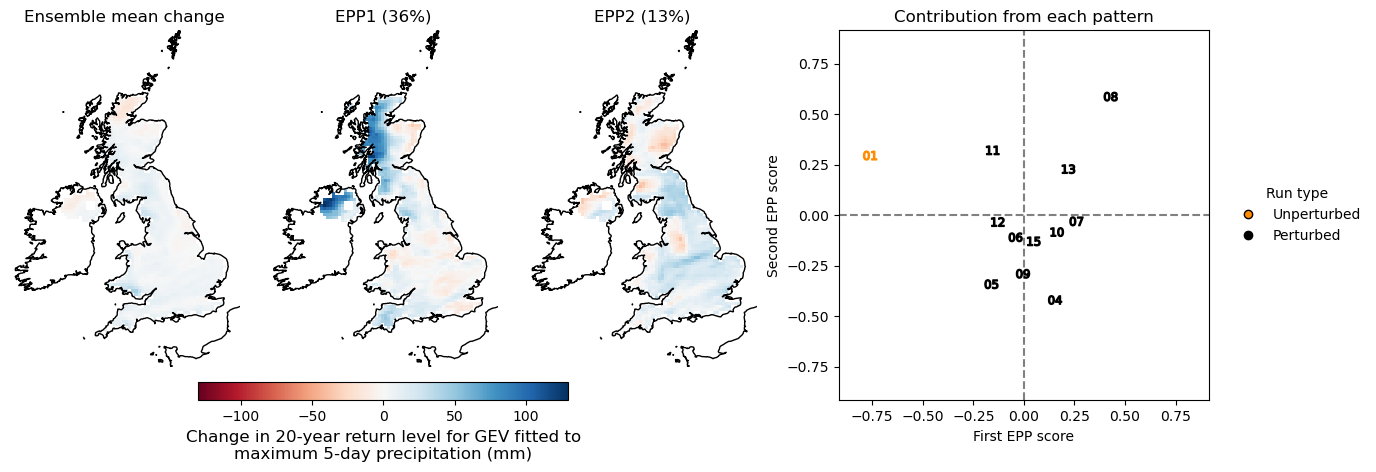 Ensemble mean change
EPP1 (36%)
EPP2 (13%)
Contribution from each pattern
−100
−50
0
50
100
Change in 20-year return level for GEV fitted to
maximum 5-day precipitation (mm)
Second EPP score
0.75
0.50
0.25
0.00
−0.25
−0.50
−0.75
08
11
01
13
12
07
10
06
15
09
05
04
−0.75
−0.50
−0.25
0.00
0.25
0.50
0.75
First EPP score
Run type
Unperturbed
Perturbed